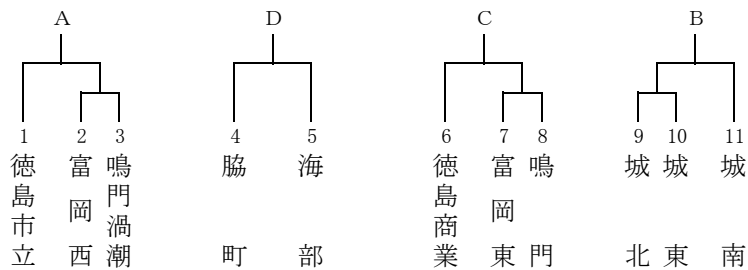 A D C B
1 2 3 4 5 6 7 8 9 10 11
徳島市立
富岡西
鳴門渦潮
脇町
海部
徳島商業
富岡東
鳴門
城北
城東
城南